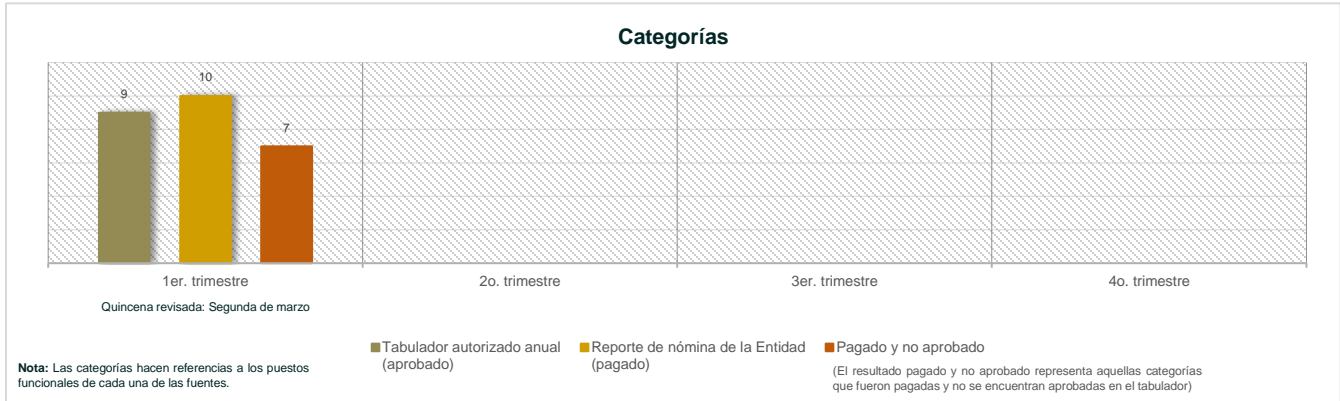 Categorías
9
10
7
1er. trimestre
2o. trimestre
3er. trimestre
4o. trimestre
Quincena revisada: Segunda de marzo
Tabulador autorizado anual
(aprobado)
Reporte de nómina de la Entidad
(pagado)
Pagado y no aprobado
(El resultado pagado y no aprobado representa aquellas categorías
que fueron pagadas y no se encuentran aprobadas en el tabulador)
Nota: Las categorías hacen referencias a los puestos
funcionales de cada una de las fuentes.